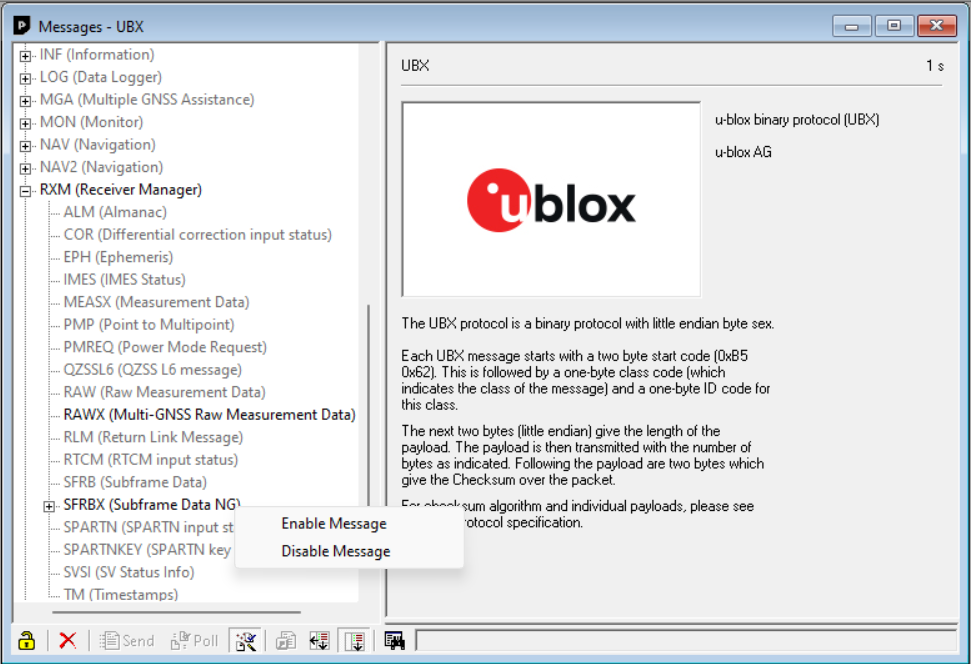 Messages - UBX
INF (Information)
LOG (Data Logger)
MGA (Multiple GNSS Assistance)
MON (Monitor)
NAV (Navigation)
NAV2 (Navigation)
RXM (Receiver Manager)
ALM (Almanac)
COR (Differential correction input status)
EPH (Ephemeris)
IMES (IMES Status)
MEASX (Measurement Data)
PMP (Point to Multipoint)
PMREQ (Power Mode Request)
QZSSL6 (QZSS L6 message)
RAW (Raw Measurement Data)
RAWX (Multi-GNSS Raw Measurement Data)
RLM (Return Link Message)
RTCM (RTCM input status)
SFRB (Subframe Data)
SFRBX (Subframe Data NG)
SPARTN (SPARTN input st
SPARTNKEY (SPARTN key
SVSI (SV Status Info)
TM (Timestamps)
Enable Message
Disable Message
UBX 1 s
ublox
u-blox binary protocol (UBX)
u-blox AG
The UBX protocol is a binary protocol with little endian byte sex.
Each UBX message starts with a two byte start code (0xB5
0x62). This is followed by a one-byte class code (which
indicates the class of the message) and a one-byte ID code for
this class.
The next two bytes (little endian) give the length of the
payload. The payload is then transmitted with the number of
bytes as indicated. Following the payload are two bytes which
give the Checksum over the packet.
For checksum algorithm and individual payloads, please see
otocol specification.
Send Poll